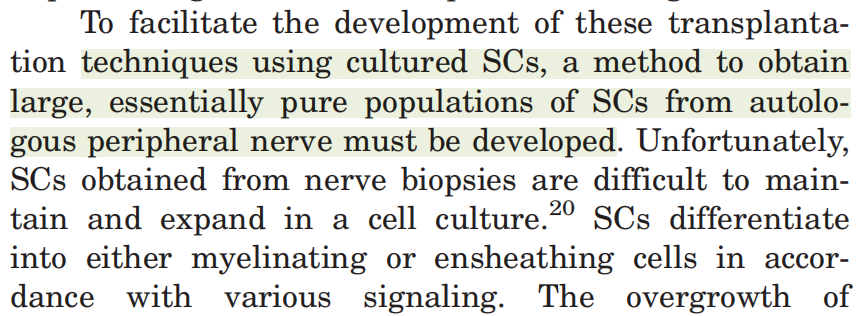 To facilitate the development of these transplanta-
tion techniques using cultured SCs, a method to obtain
large, essentially pure populations of SCs from autolo-
gous peripheral nerve must be developed. Unfortunately,
SCs obtained from nerve biopsies are difficult to main-
tain and expand in a cell culture.20 SCs differentiate
into either myelinating or ensheathing cells in accor-
dance with various signaling. The overgrowth of